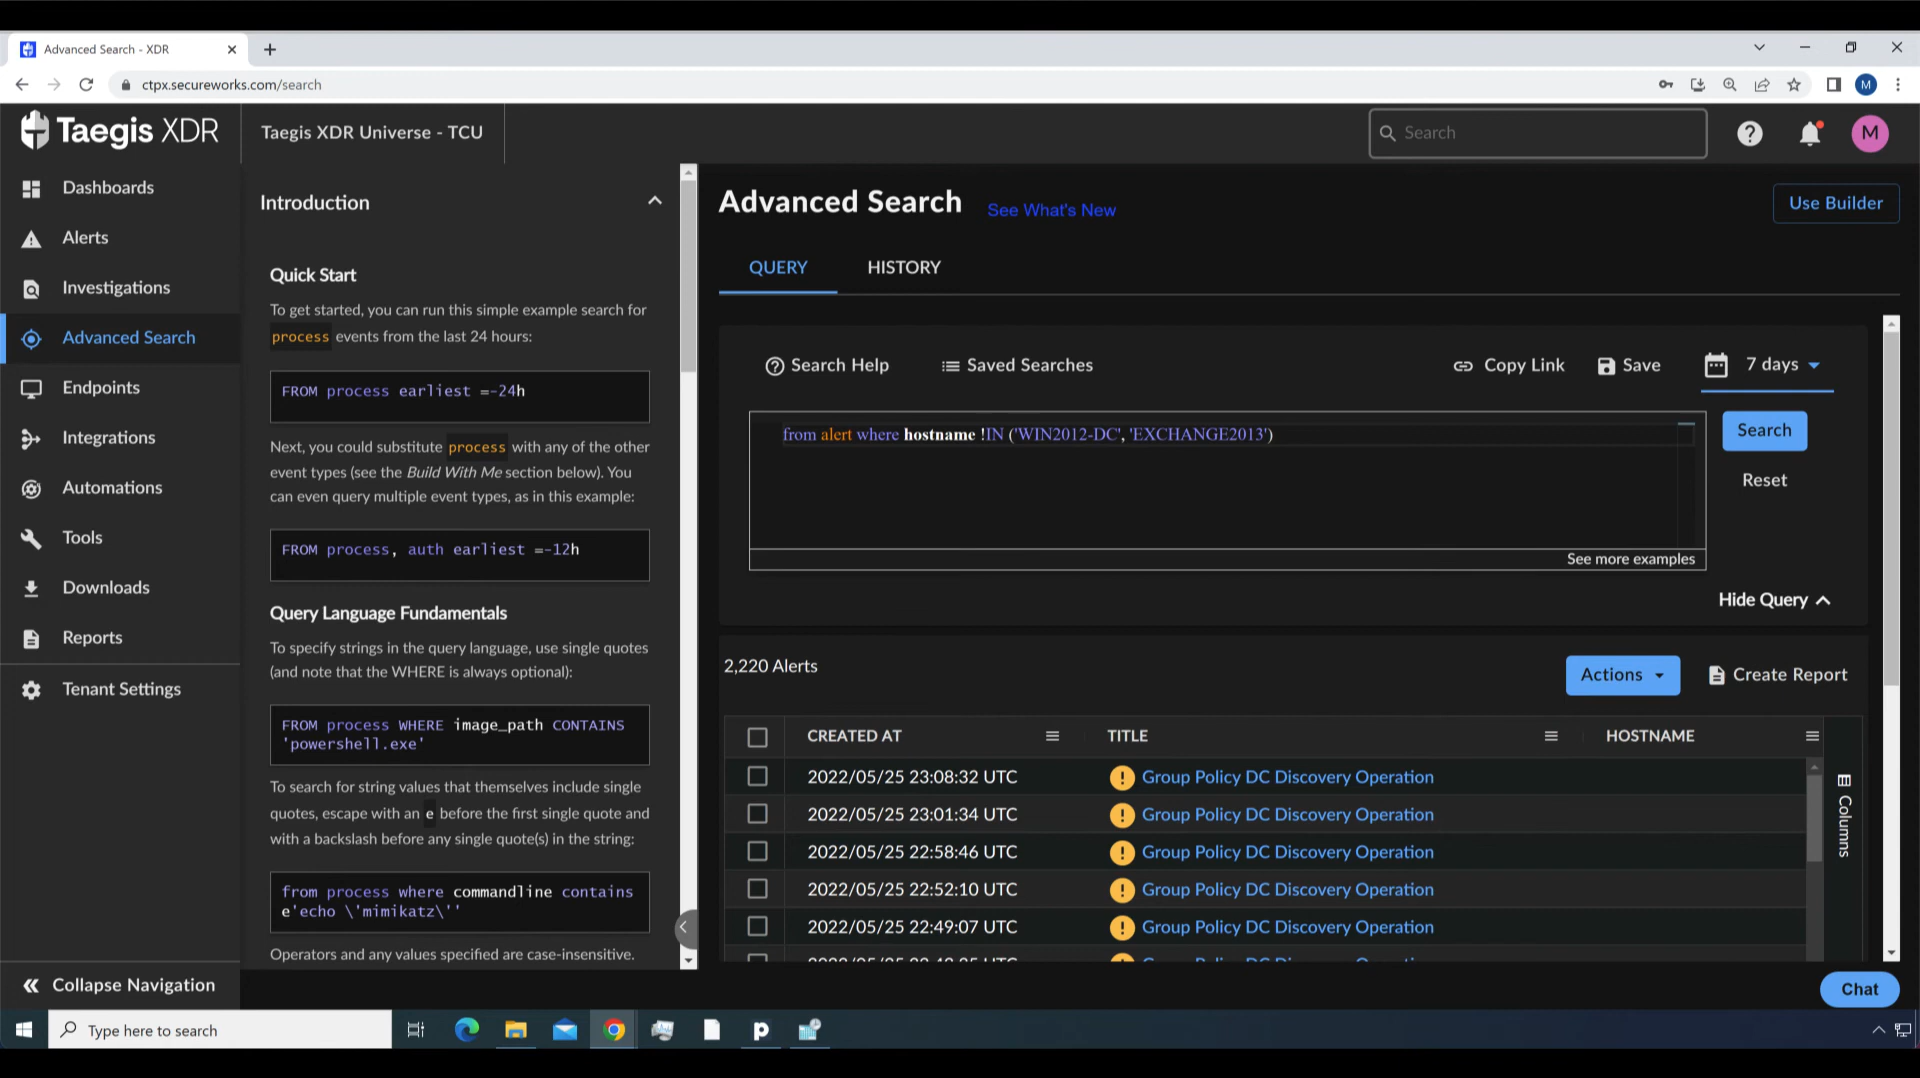 Advanced Search - XDR
ctpx.secureworks.com/search
M
Taegis XDR
Taegis XDR Universe - TCU
Search
M
Dashboards
Alerts
Investigations
Advanced Search
Endpoints
Integrations
Automations
Tools
Downloads
Reports
Tenant Settings
Collapse Navigation
Introduction
Quick Start
To get started, you can run this simple example search for
process events from the last 24 hours:
FROM process earliest =-24h
Next, you could substitute process with any of the other
event types (see the Build With Me section below). You
can even query multiple event types, as in this example:
FROM process, auth earliest =-12h
Query Language Fundamentals
To specify strings in the query language, use single quotes
(and note that the WHERE is always optional):
FROM process WHERE image_path CONTAINS
'powershell.exe'
To search for string values that themselves include single
quotes, escape with an e before the first single quote and
with a backslash before any single quote(s) in the string:
from process where commandline contains
e'echo \'mimikatz\''
Operators and any values specified are case-insensitive.
Advanced Search
See What's New
Use Builder
QUERY
HISTORY
Search Help
Saved Searches
Copy Link
Save
7 days
from alert where hostname !IN ('WIN2012-DC', 'EXCHANGE2013')
Search
Reset
See more examples
Hide Query
2,220 Alerts
Actions
Create Report
CREATED AT
TITLE
HOSTNAME
2022/05/25 23:08:32 UTC
Group Policy DC Discovery Operation
2022/05/25 23:01:34 UTC
Group Policy DC Discovery Operation
2022/05/25 22:58:46 UTC
Group Policy DC Discovery Operation
2022/05/25 22:52:10 UTC
Group Policy DC Discovery Operation
2022/05/25 22:49:07 UTC
Group Policy DC Discovery Operation
Columns
Chat
Type here to search